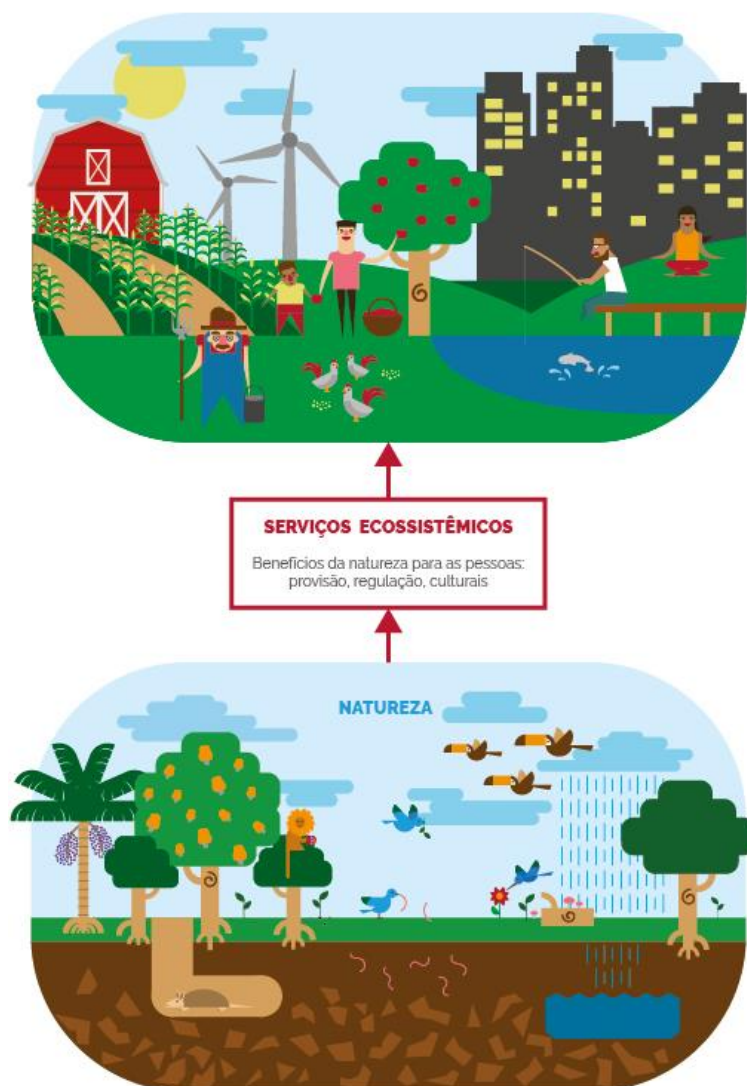 SERVIÇOS ECOSSISTÊMICOS
Benefícios da natureza para as pessoas:
provisão, regulação, culturais
NATUREZA